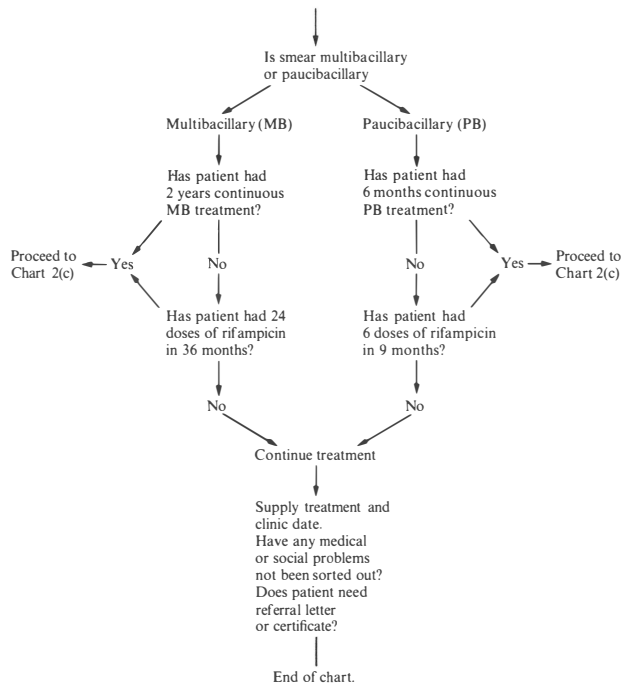 Is smear multibacillary
or paucibacillary
Multibacillary (MB)
Paucibacillary (PB)
Has patient had
2 years continuous
MB treatment?
Has patient had
6 months continuous
PB treatment?
Proceed to
Chart 2(c)
Yes
No
No
Yes
Proceed to
Chart 2(c)
Has patient had 24
doses of rifampicin
in 36 months?
Has patient had
6 doses of rifampicin
in 9 months?
No
No
Continue treatment
Supply treatment and
clinic date.
Have any medical
or social problems
not been sorted out?
Does patient need
referral letter
or certificate?
End of chart.